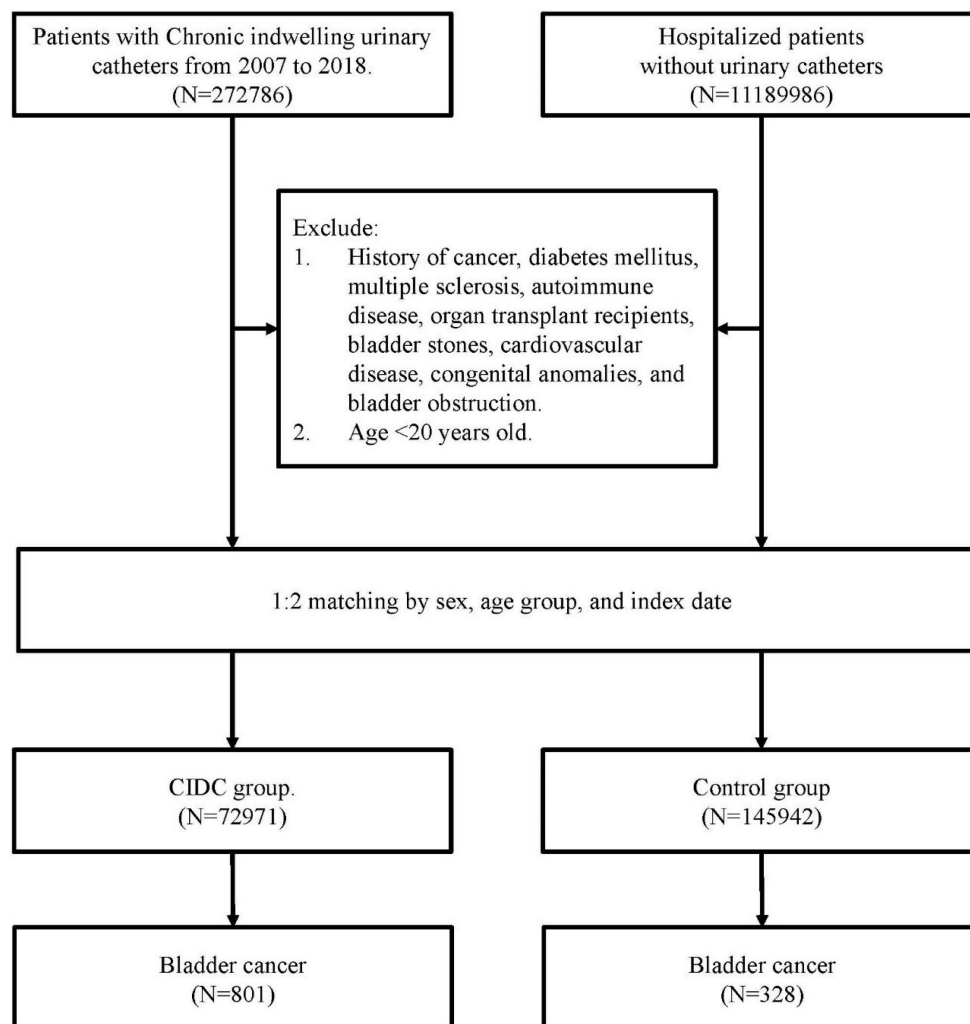 Patients with Chronic indwelling urinary
catheters from 2007 to 2018.
(N=272786)
Hospitalized patients
without urinary catheters
(N=11189986)
Exclude:
1. History of cancer, diabetes mellitus,
multiple sclerosis, autoimmune
disease, organ transplant recipients,
bladder stones, cardiovascular
disease, congenital anomalies, and
bladder obstruction.
2. Age <20 years old.
1:2 matching by sex, age group, and index date
CIDC group.
(N=72971)
Control group
(N=145942)
Bladder cancer
(N=801)
Bladder cancer
(N=328)